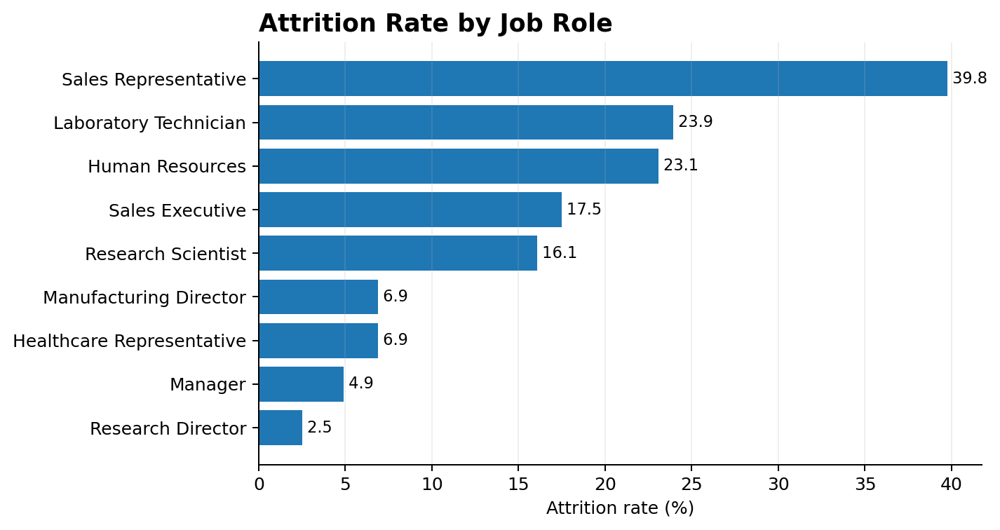 Attrition Rate by Job Role
Sales Representative 39.8
Laboratory Technician 23.9
Human Resources 23.1
Sales Executive 17.5
Research Scientist 16.1
Manufacturing Director 6.9
Healthcare Representative 6.9
Manager 4.9
Research Director 2.5
0 5 10 15 20 25 30 35 40
Attrition rate (%)